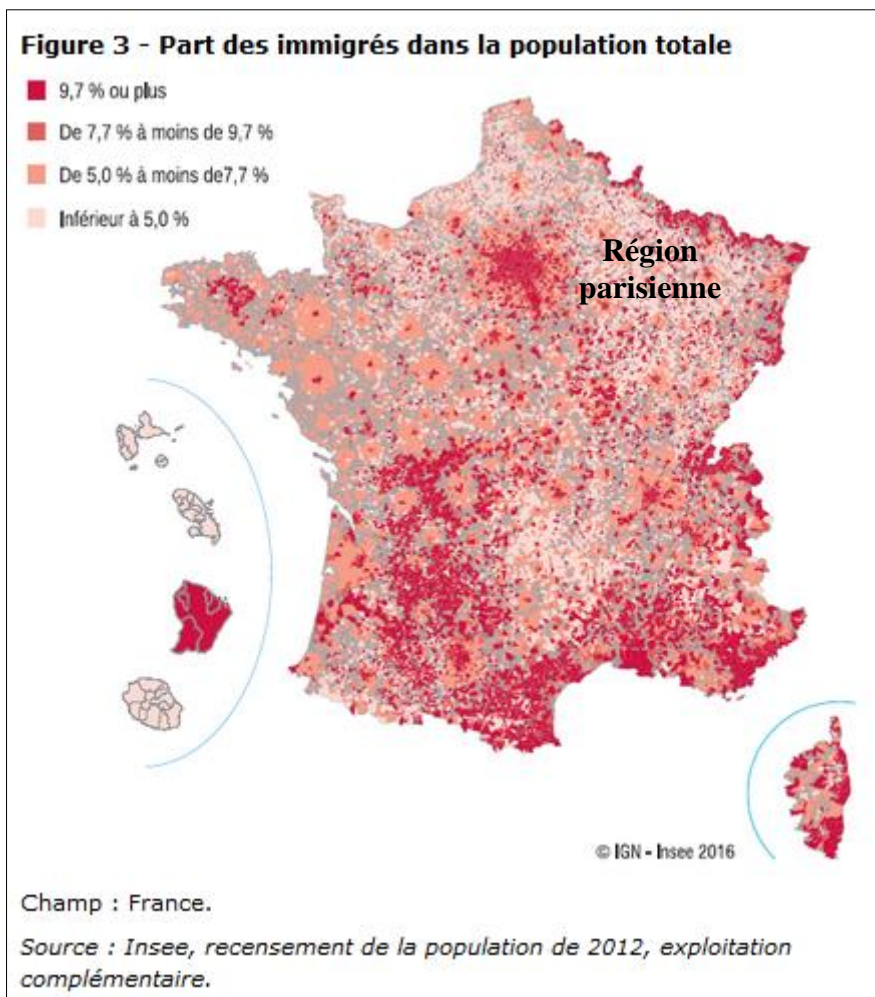 Figure 3 - Part des immigrés dans la population totale
9,7 % ou plus
De 7,7 % à moins de 9,7 %
De 5,0 % à moins de7,7 %
Inférieur à 5,0 %
Région
parisienne
© IGN - Insee 2016
Champ : France.
Source : Insee, recensement de la population de 2012, exploitation
complémentaire.